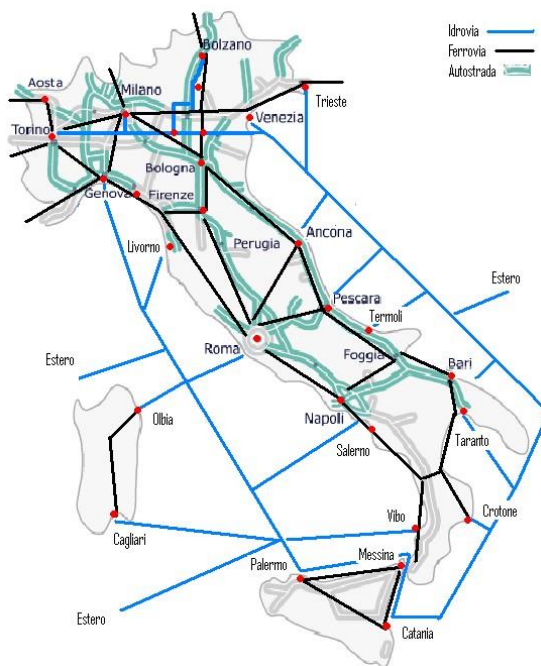 Idrovia
Ferrovia
Autostrada
Bolzano
Aosta
Milano
Trieste
Torino
Venezia
Bologna
Genova
Firenze
Livorno
Perugia
Ancona
Estero
Pescara
Termoli
Roma
Foggia
Bari
Estero
Olbia
Napoli
Salerno
Taranto
Vibo
Crotone
Cagliari
Messina
Palermo
Estero
Catania